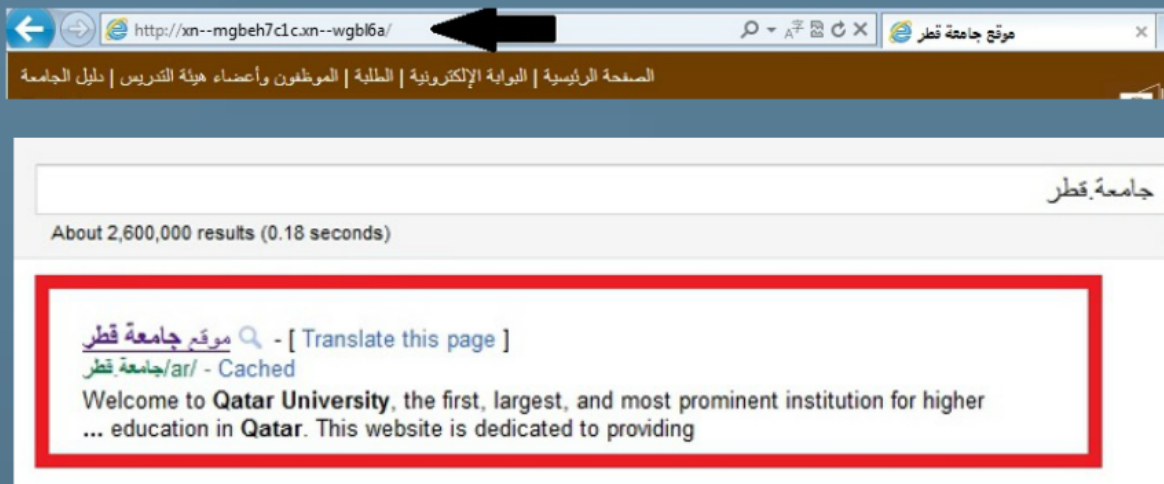 http://xn--mgbeh7c1c.xn--wgbl6a/
موقع جامعة قطر
الصفحة الرئيسية | البوابة الإلكترونية | الطلبة | الموظفون وأعضاء هيئة التدريس | دليل الجامعة
جامعة.قطر
About 2,600,000 results (0.18 seconds)
موقع جامعة قطر - [ Translate this page ]
جامعة.قطر/ar/ - Cached
Welcome to Qatar University, the first, largest, and most prominent institution for higher
... education in Qatar. This website is dedicated to providing